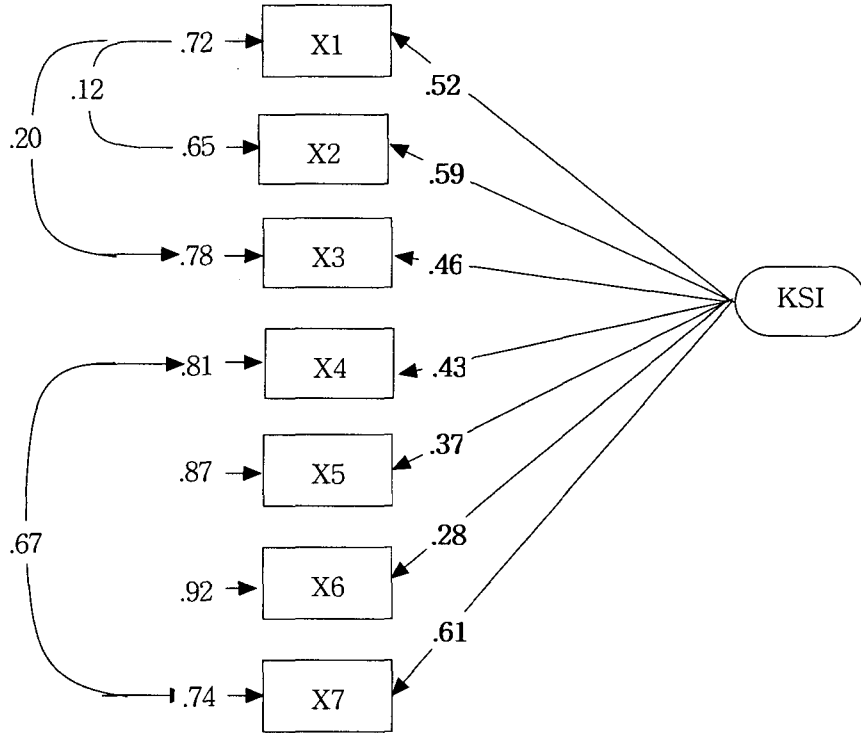 .72 X1
.12 .52
.20 .65 X2 .59
.78 X3 .46
KSI
.81 X4 .43
.87 X5 .37
.67 .28
.92 X6
.61
.74 X7